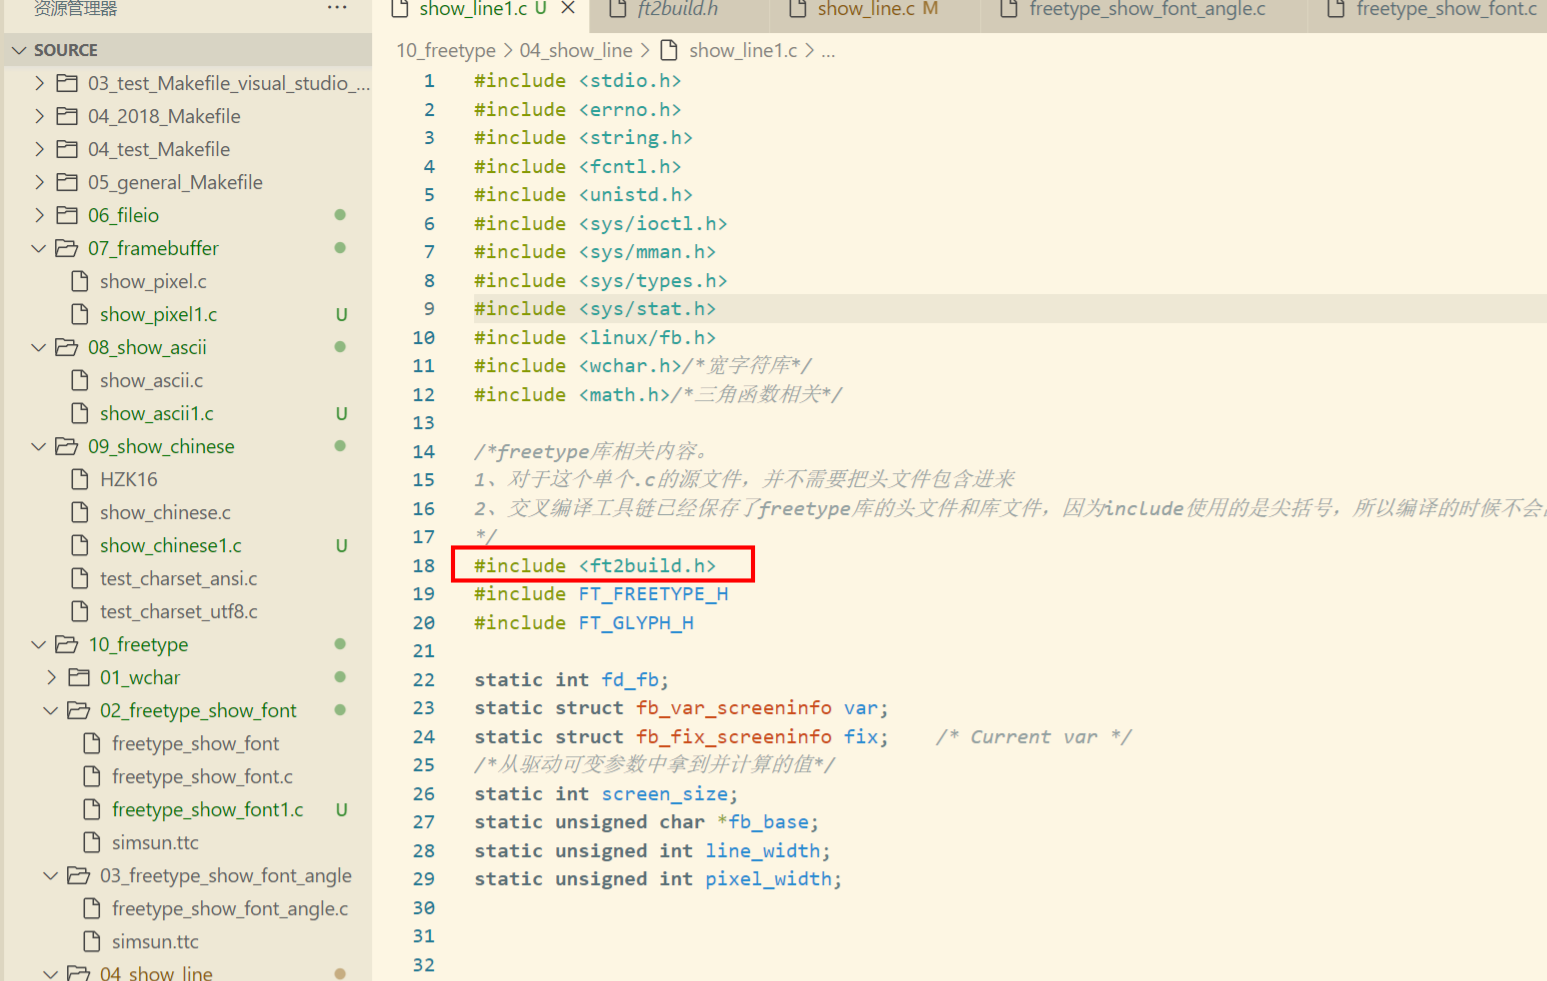 资源管理器 ...
SOURCE
03_test_Makefile_visual_studio_...
04_2018_Makefile
04_test_Makefile
05_general_Makefile
06_fileio
07_framebuffer
show_pixel.c
show_pixel1.c U
08_show_ascii
show_ascii.c
show_ascii1.c U
09_show_chinese
HZK16
show_chinese.c
show_chinese1.c U
test_charset_ansi.c
test_charset_utf8.c
10_freetype
01_wchar
02_freetype_show_font
freetype_show_font
freetype_show_font.c
freetype_show_font1.c U
simsun.ttc
03_freetype_show_font_angle
freetype_show_font_angle.c
simsun.ttc
04_show_line
show_line1.c U ft2build.h show_line.c M freetype_show_font_angle.c freetype_show_font.c
10_freetype > 04_show_line > show_line1.c > ...
1 #include <stdio.h>
2 #include <errno.h>
3 #include <string.h>
4 #include <fcntl.h>
5 #include <unistd.h>
6 #include <sys/ioctl.h>
7 #include <sys/mman.h>
8 #include <sys/types.h>
9 #include <sys/stat.h>
10 #include <linux/fb.h>
11 #include <wchar.h>/*宽字符库*/
12 #include <math.h>/*三角函数相关*/
13
14 /*freetype库相关内容。
15 1、对于这个单个.c的源文件，并不需要把头文件包含进来
16 2、交叉编译工具链已经保存了freetype库的头文件和库文件，因为include使用的是尖括号，所以编译的时候不会
17 */
18 #include <ft2build.h>
19 #include FT_FREETYPE_H
20 #include FT_GLYPH_H
21
22 static int fd_fb;
23 static struct fb_var_screeninfo var;
24 static struct fb_fix_screeninfo fix; /* Current var */
25 /*从驱动可变参数中拿到并计算的值*/
26 static int screen_size;
27 static unsigned char *fb_base;
28 static unsigned int line_width;
29 static unsigned int pixel_width;
30
31
32